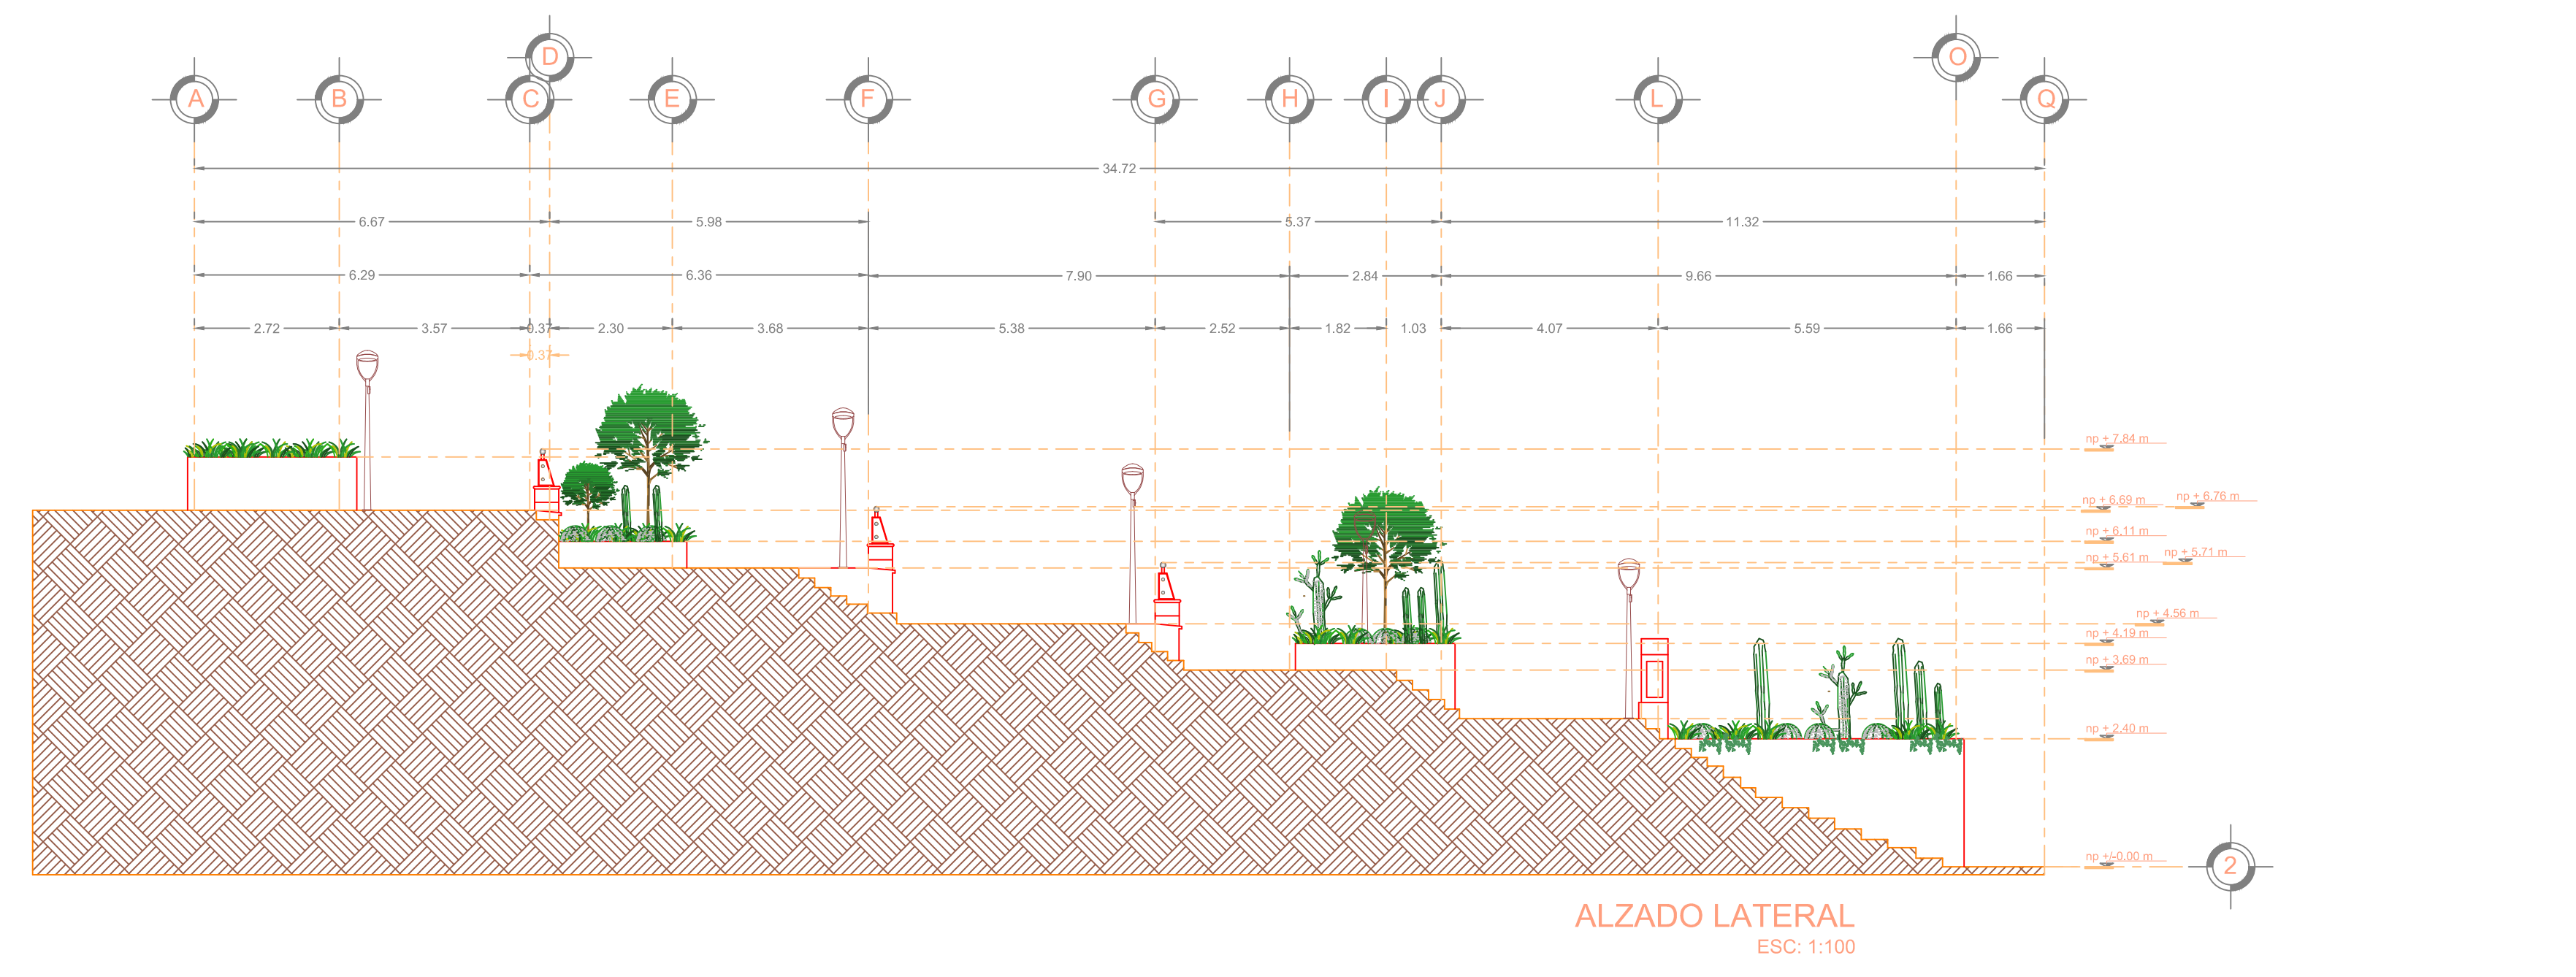 D
O
A
B
C
E
F
G
H
I
J
L
Q
34.72
6.67
5.98
5.37
11.32
6.29
6.36
7.90
2.84
9.66
1.66
2.72
3.57
0.37
2.30
3.68
5.38
2.52
1.82
1.03
4.07
5.59
1.66
0.37
np + 7.84 m
np + 6.69 m
np + 6.76 m
np + 6.11 m
np + 5.61 m
np + 5.71 m
np + 4.56 m
np + 4.19 m
np + 3.69 m
np + 2.40 m
np +/-0.00 m
2
ALZADO LATERAL
ESC: 1:100